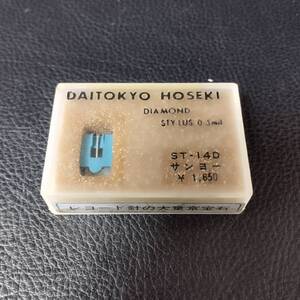 DAITOKYO HOSEKI
DIAMOND
STYLUS 0.5mil
ST-14D
サンヨー
¥1,650
レコード針の大東京宝石